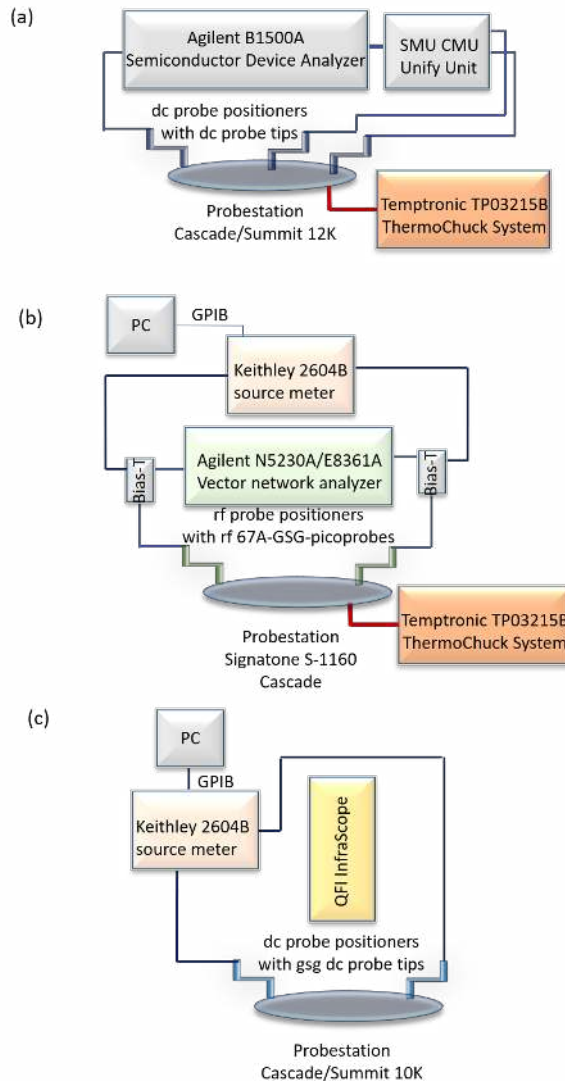 (a)
Agilent B1500A
Semiconductor Device Analyzer
SMU CMU
Unify Unit
dc probe positioners
with dc probe tips
Probestation
Cascade/Summit 12K
Temptronic TP03215B
ThermoChuck System
(b)
PC
GPIB
Keithley 2604B
source meter
Bias-T
Agilent N5230A/E8361A
Vector network analyzer
Bias-T
rf probe positioners
with rf 67A-GSG-picoprobes
Temptronic TP03215B
ThermoChuck System
Probestation
Signatone S-1160
Cascade
(c)
PC
GPIB
Keithley 2604B
source meter
QFI InfraScope
dc probe positioners
with gsg dc probe tips
Probestation
Cascade/Summit 10K